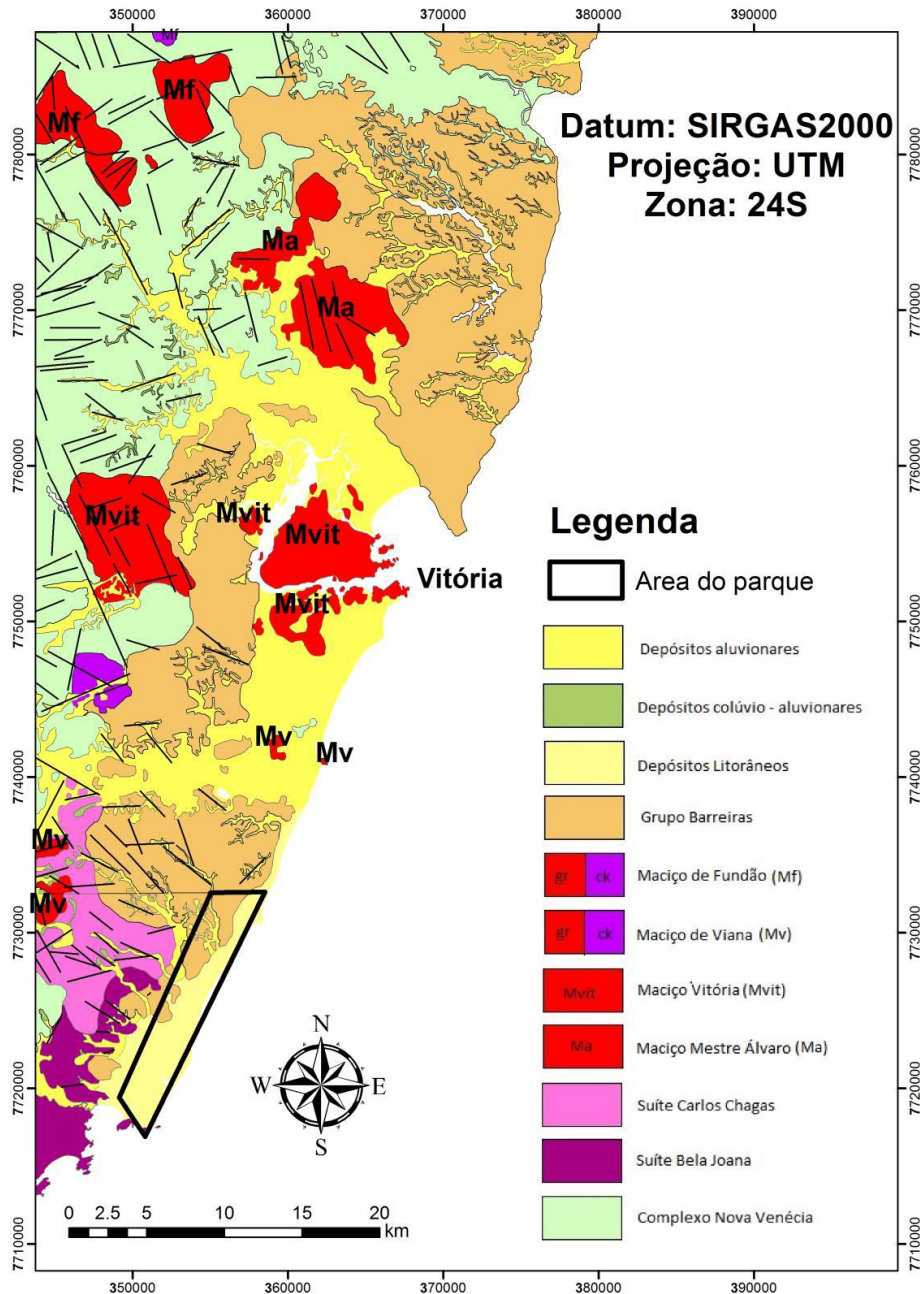 350000 360000 370000 380000 390000
Mf
Mf
Mf
Datum: SIRGAS2000
Projeção: UTM
Zona: 24S
Ma
Ma
Mvit
Mvit
Mvit
Mvit
Vitória
Mv
Mv
Mv
Mv
7780000
7770000
7760000
7750000
7740000
7730000
7720000
7710000
7780000
7770000
7760000
7750000
7740000
7730000
7720000
7710000
Legenda
Area do parque
Depósitos aluvionares
Depósitos colúvio - aluvionares
Depósitos Litorâneos
Grupo Barreiras
gr ck Maciço de Fundão (Mf)
gr ck Maciço de Viana (Mv)
Mvit Maciço Vitória (Mvit)
Ma Maciço Mestre Álvaro (Ma)
Suíte Carlos Chagas
Suíte Bela Joana
Complexo Nova Venécia
N
W E
S
0 2.5 5 10 15 20
km
350000 360000 370000 380000 390000